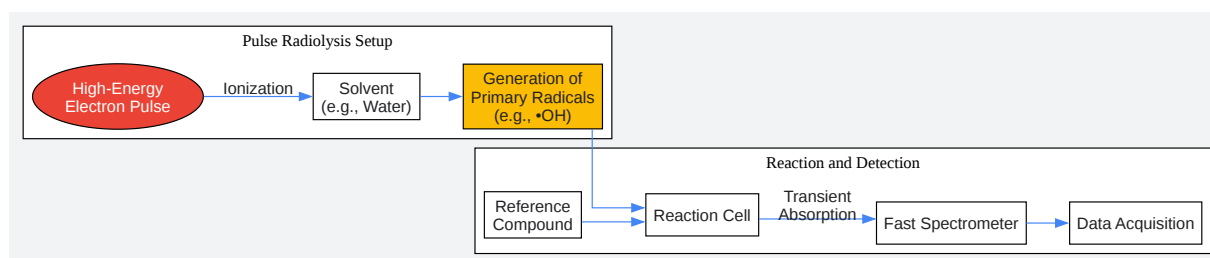 Pulse Radiolysis Setup
High-Energy
Electron Pulse
Ionization
Solvent
(e.g., Water)
Generation of
Primary Radicals
(e.g., •OH)
Reaction and Detection
Reference
Compound
Reaction Cell
Transient
Absorption
Fast Spectrometer
Data Acquisition